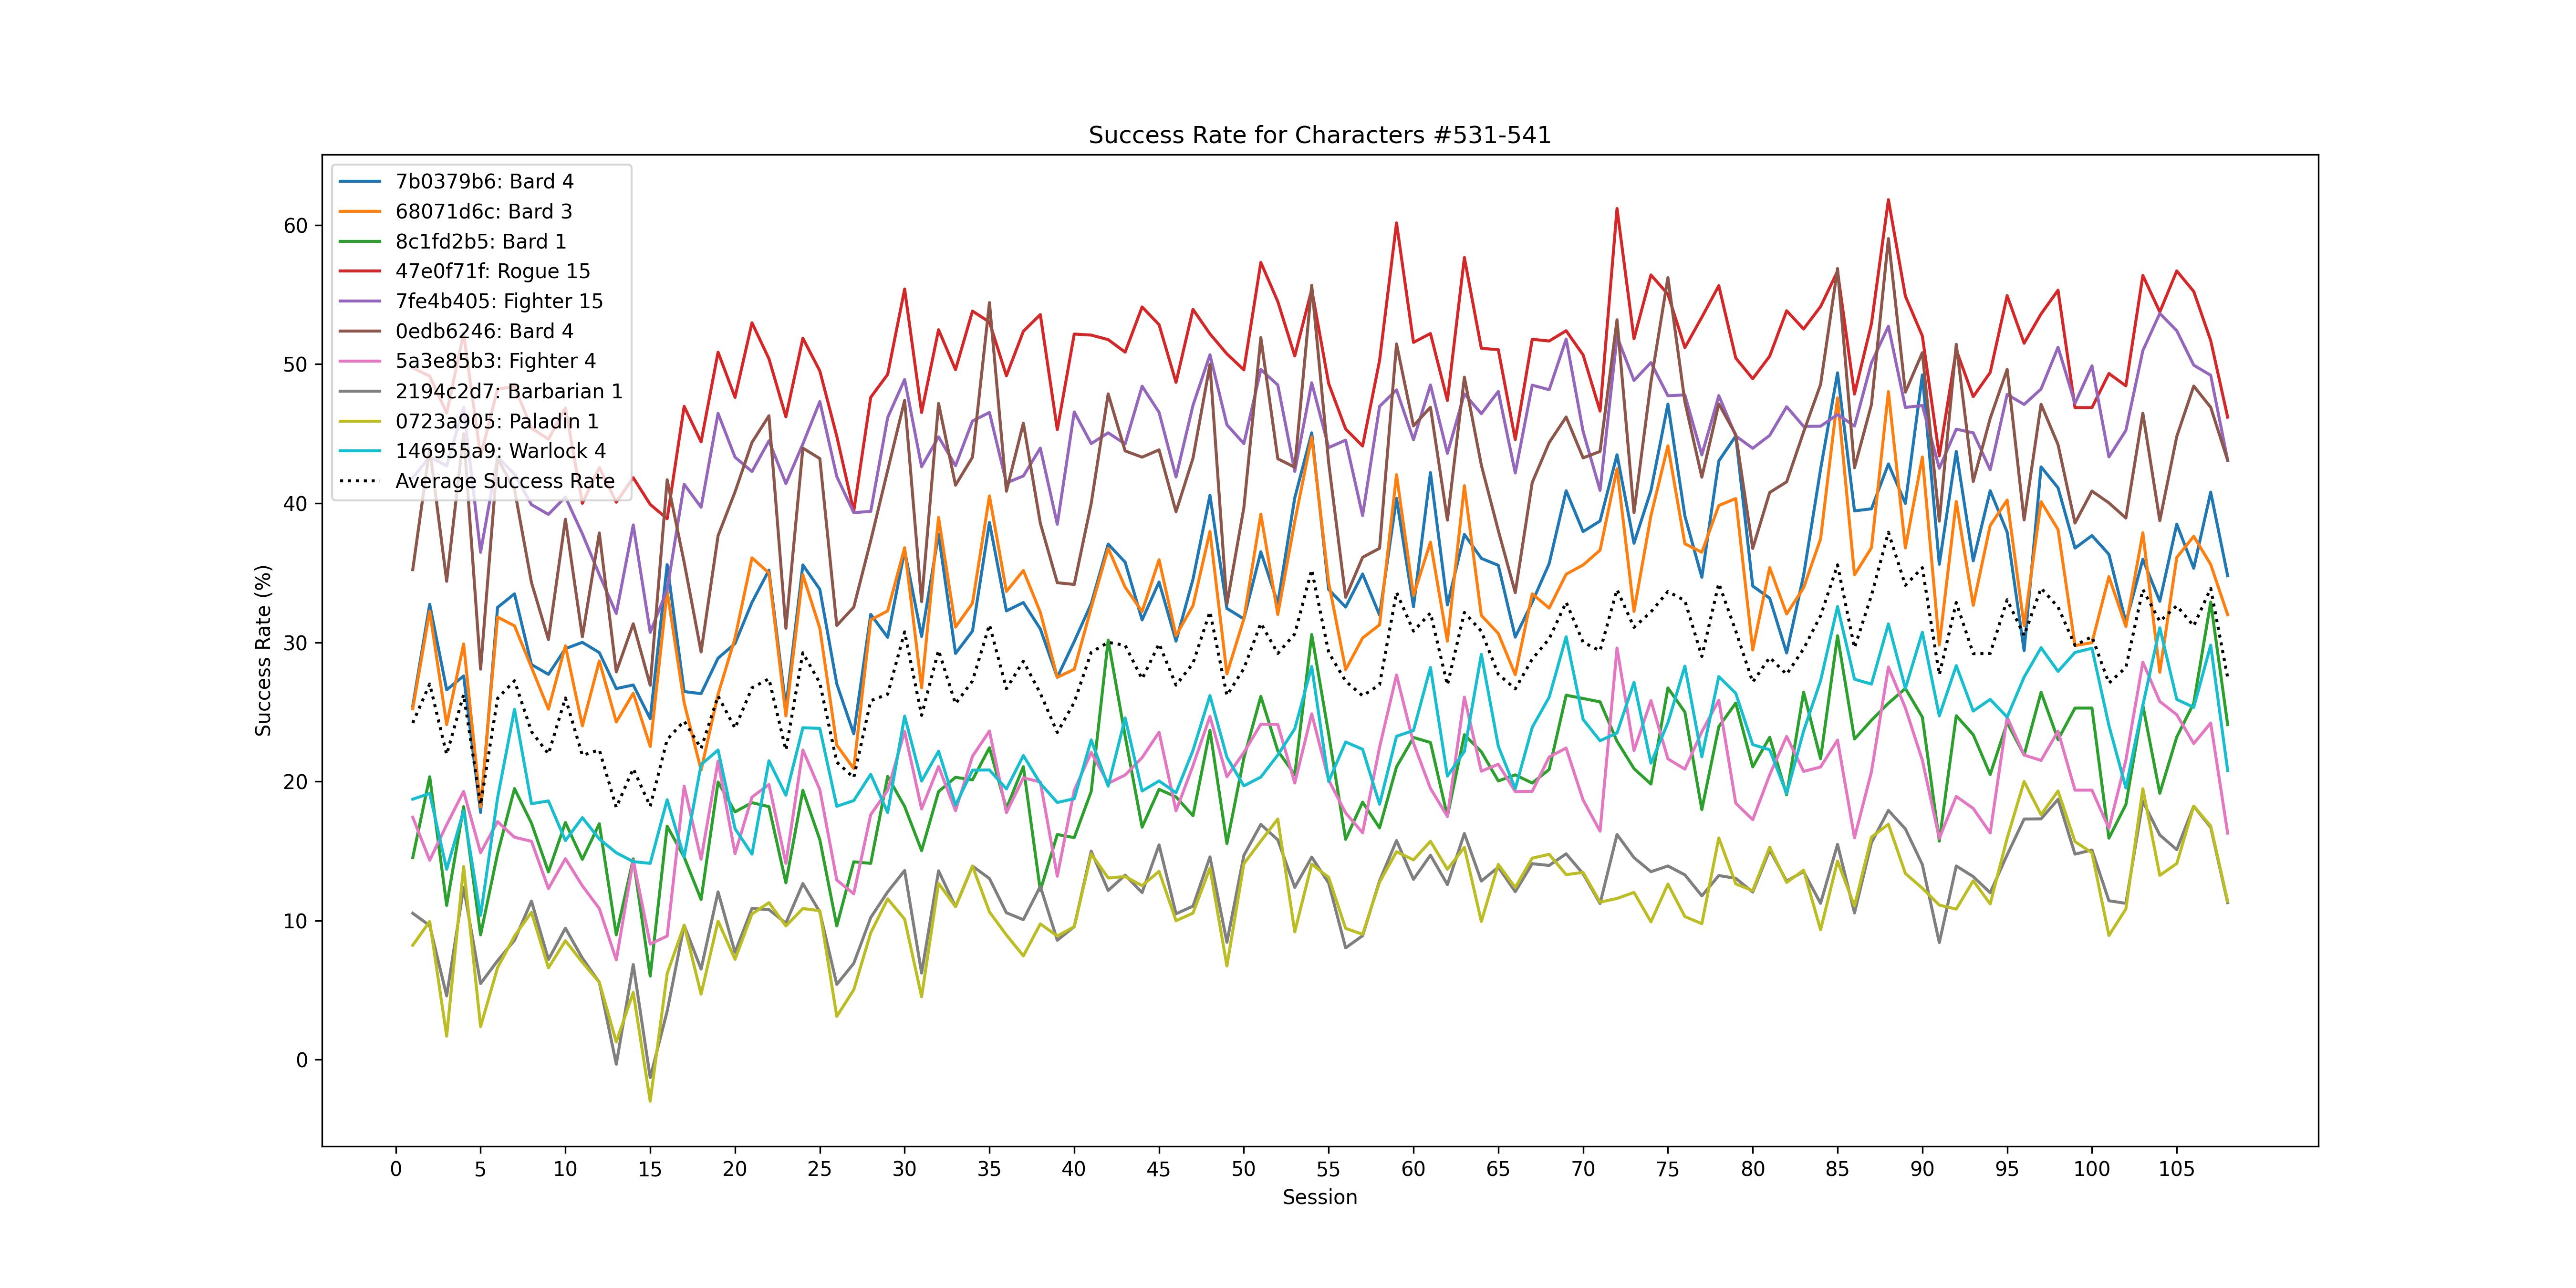 Success Rate for Characters #531-541
7b0379b6: Bard 4
68071d6c: Bard 3
8c1fd2b5: Bard 1
47e0f71f: Rogue 15
7fe4b405: Fighter 15
0edb6246: Bard 4
5a3e85b3: Fighter 4
2194c2d7: Barbarian 1
0723a905: Paladin 1
146955a9: Warlock 4
Average Success Rate
Success Rate (%)
60
50
40
30
20
10
0
0 5 10 15 20 25 30 35 40 45 50 55 60 65 70 75 80 85 90 95 100 105
Session